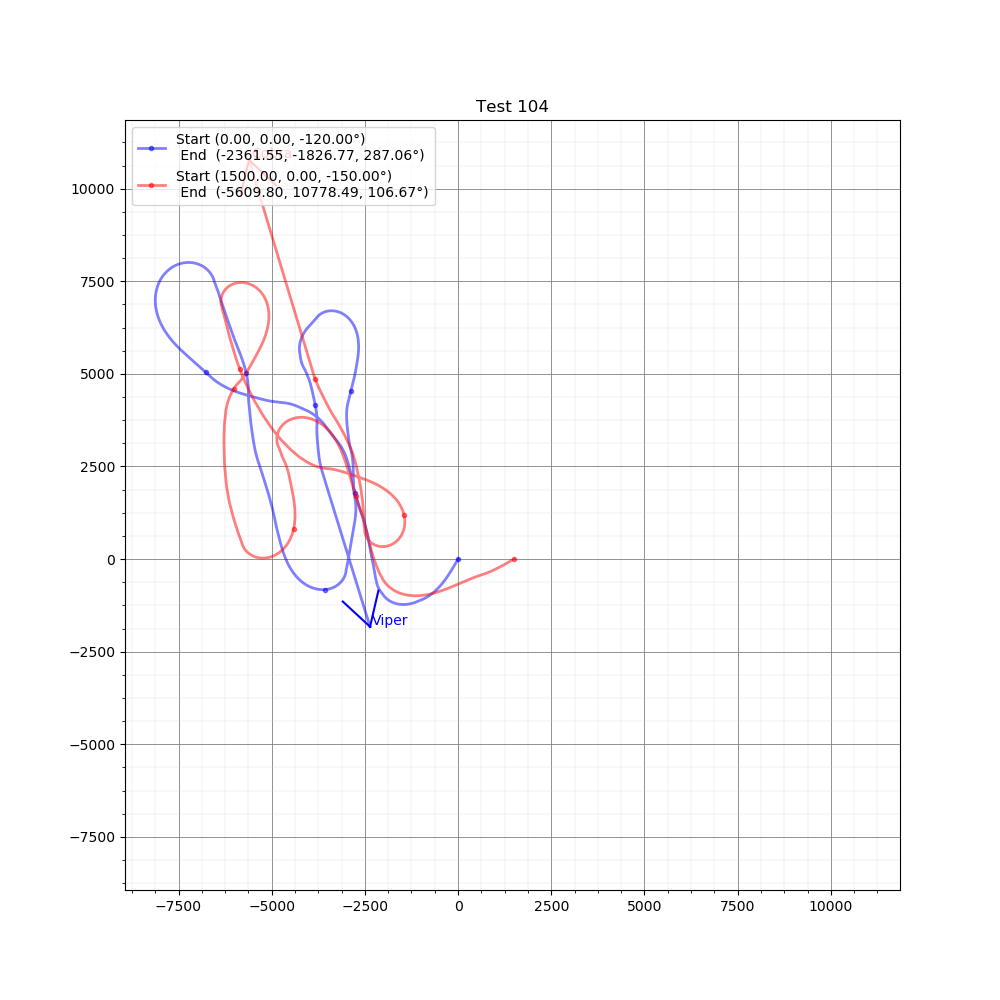 Test 104
Start (0.00, 0.00, -120.00°)
End (-2361.55, -1826.77, 287.06°)
Start (1500.00, 0.00, -150.00°)
End (-5609.80, 10778.49, 106.67°)
10000
7500
5000
2500
0
−2500
−5000
−7500
Viper
−7500 −5000 −2500 0 2500 5000 7500 10000